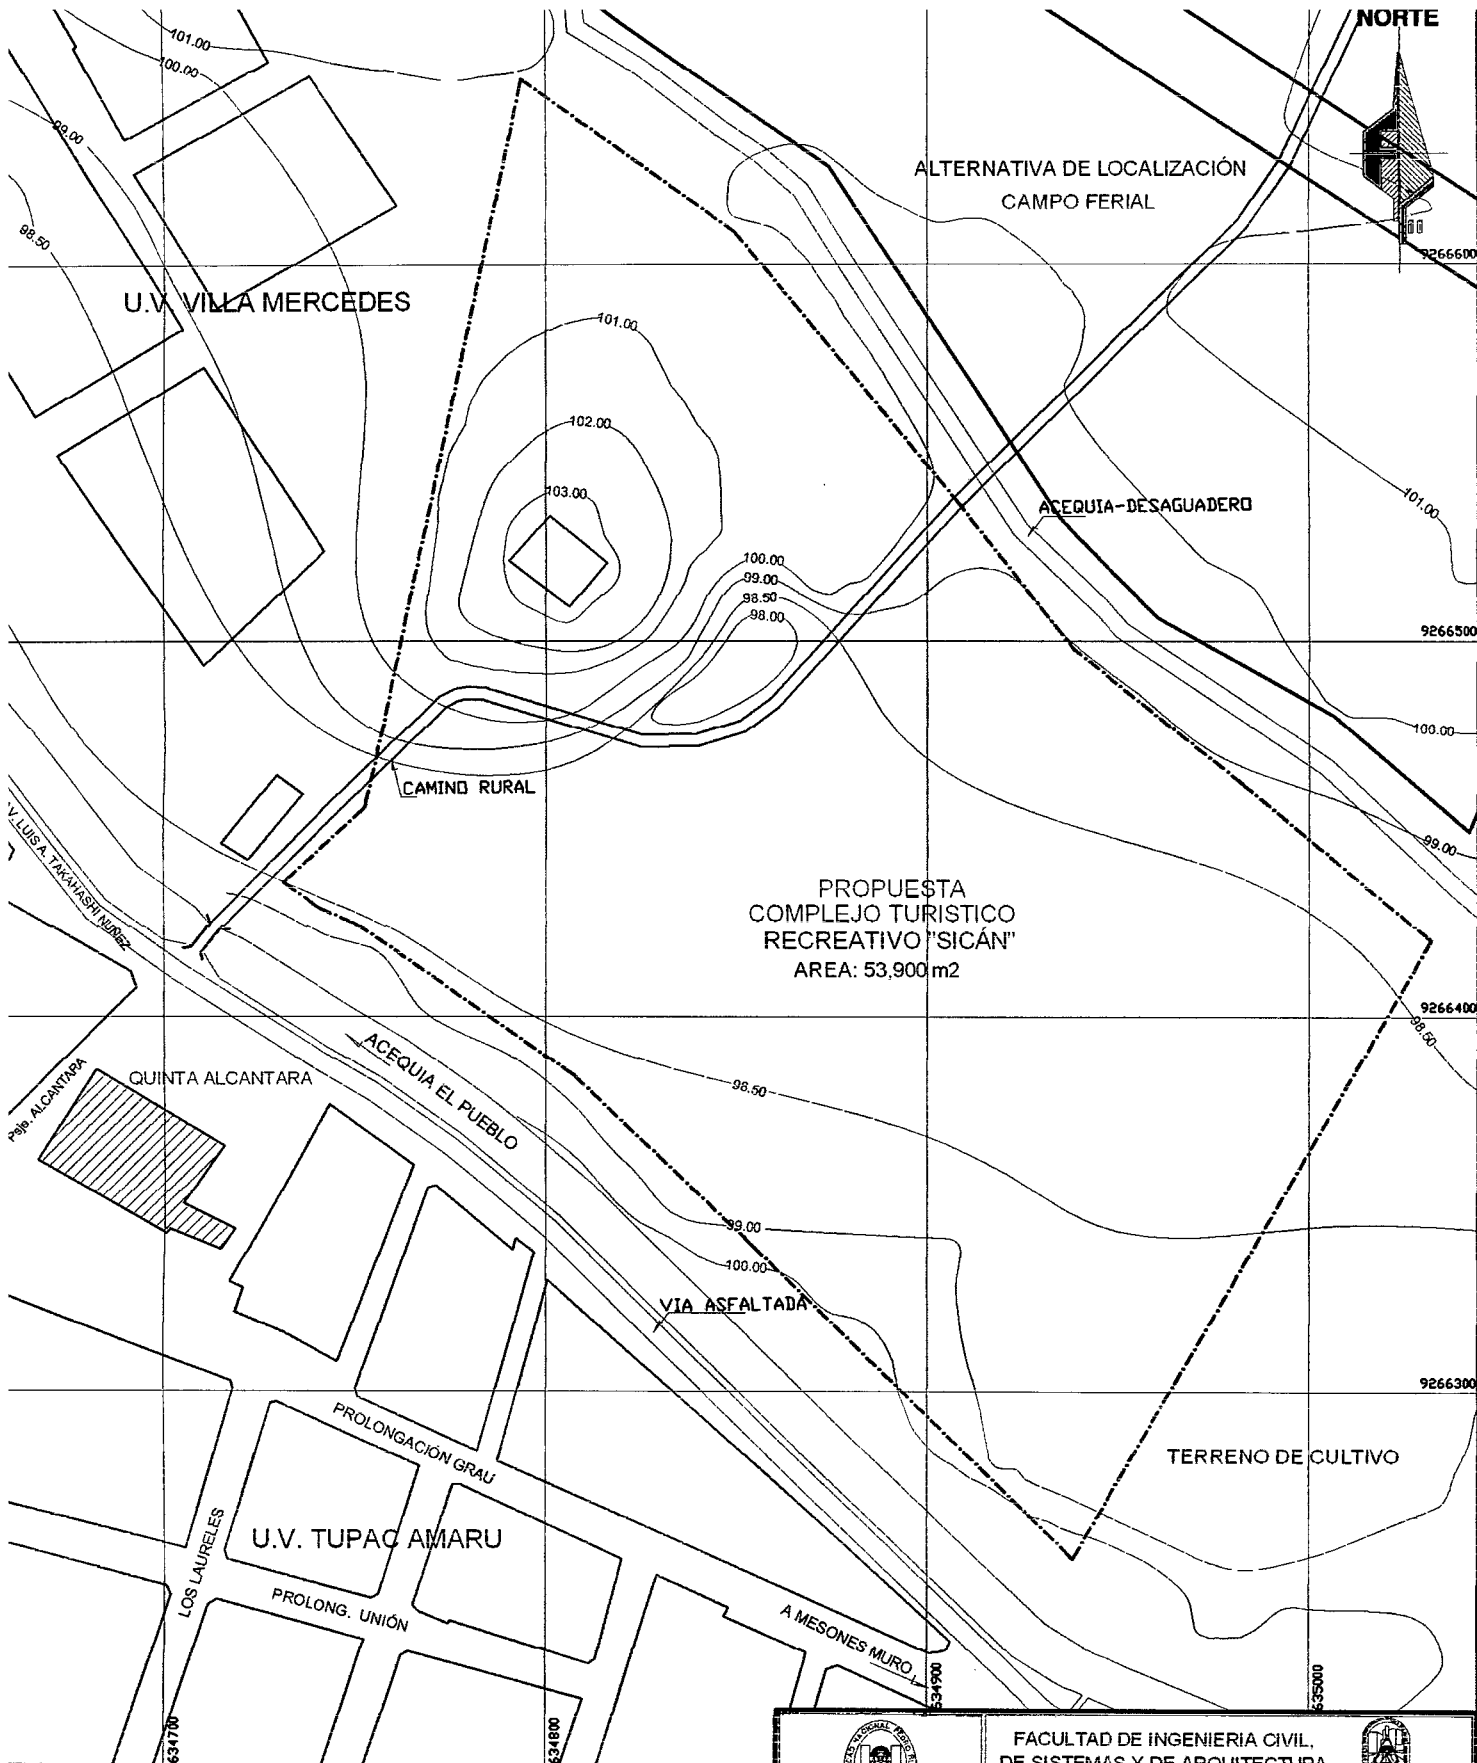 NORTE
101.00
100.00
99.00
98.50
ALTERNATIVA DE LOCALIZACIÓN
CAMPO FERIAL
9266600
U.V. VILLA MERCEDES
101.00
102.00
103.00
101.00
ACEQUIA-DESAGUADERO
100.00
99.00
98.50
98.00
9266500
100.00
CAMINO RURAL
99.00
V. LUIS A. TAKAHASHI NUÑEZ
PROPUESTA
COMPLEJO TURISTICO
RECREATIVO "SICÁN"
AREA: 53,900 m2
9266400
98.50
ACEQUIA EL PUEBLO
QUINTA ALCANTARA
Psje. ALCANTARA
98.50
99.00
100.00
VIA ASFALTADA
9266300
PROLONGACIÓN GRAU
TERRENO DE CULTIVO
U.V. TUPAC AMARU
LOS LAURELES
PROLONG. UNIÓN
A MESONES MURO
634700
634800
634900
635000
FACULTAD DE INGENIERIA CIVIL,
DE SISTEMAS Y DE ARQUITECTURA